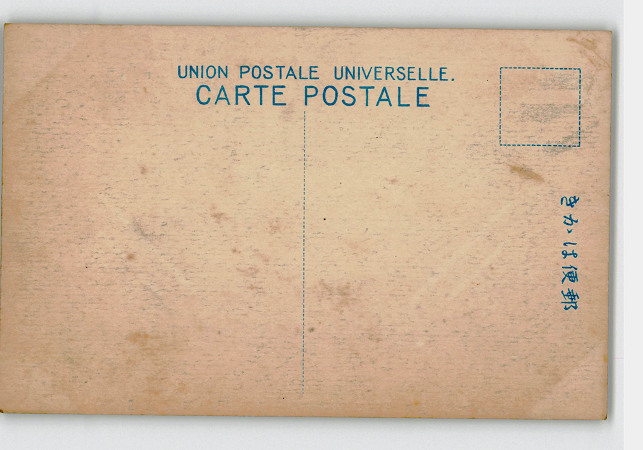 UNION POSTALE UNIVERSELLE.
CARTE POSTALE
郵便はかき